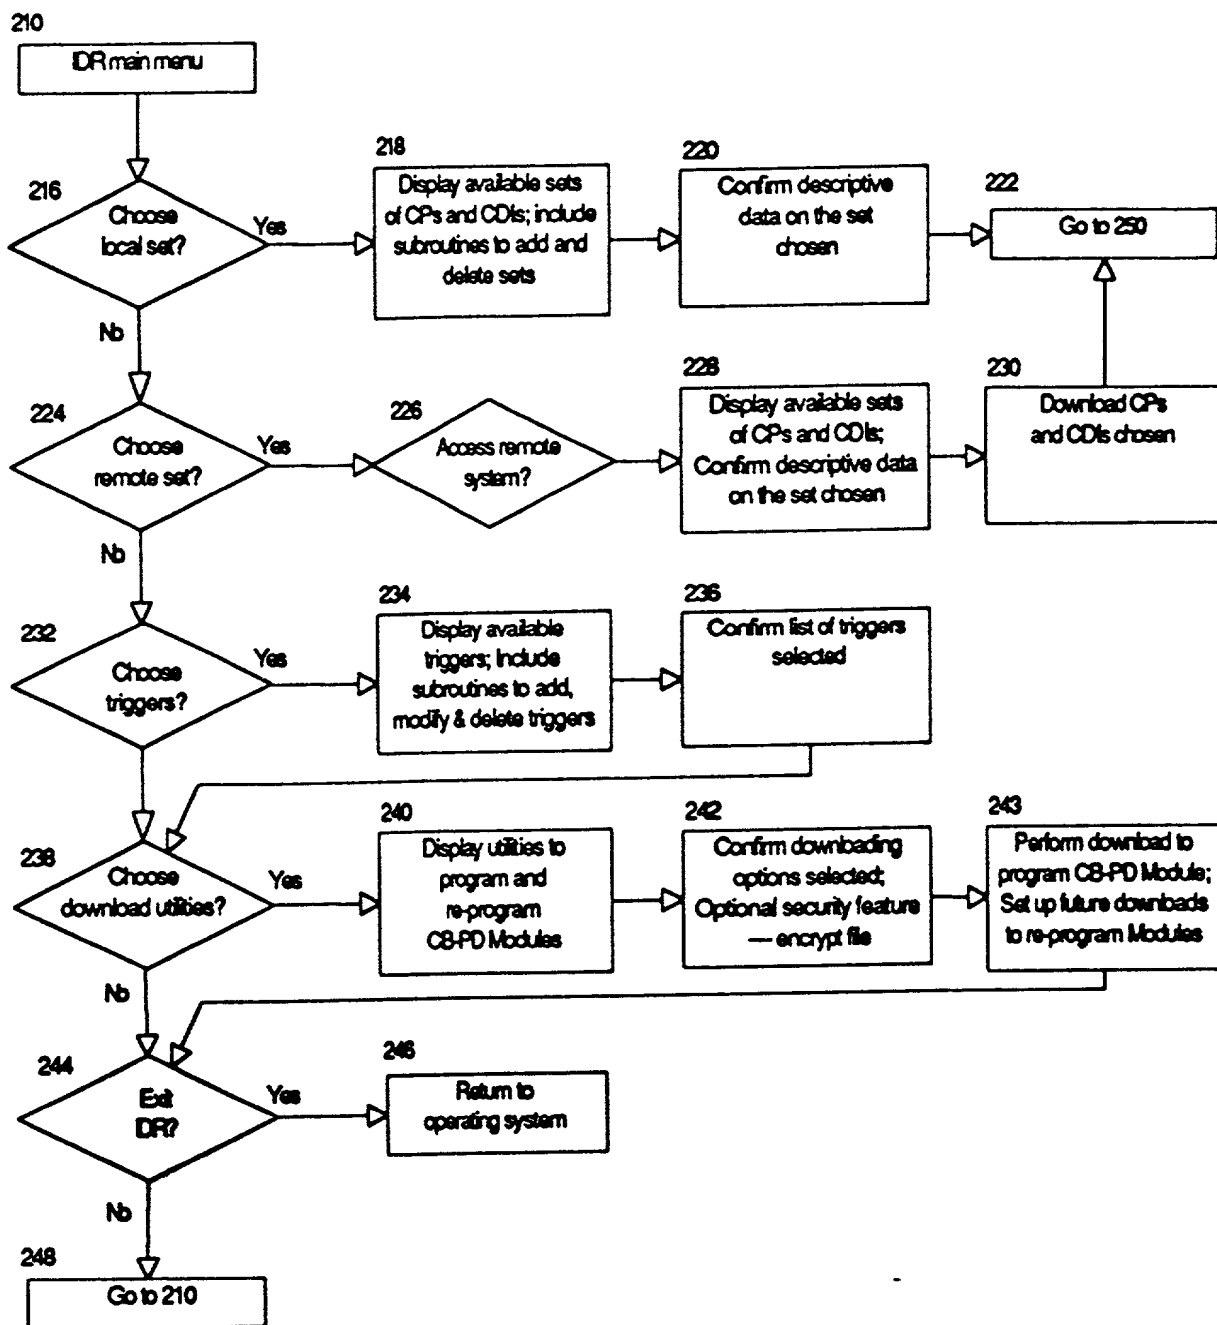 210
IDR main menu
216
Choose
local set?
Yes
No
218
Display available sets
of CPs and CDIs; include
subroutines to add and
delete sets
220
Confirm descriptive
data on the set
chosen
222
Go to 250
224
Choose
remote set?
Yes
No
226
Access remote
system?
228
Display available sets
of CPs and CDIs;
Confirm descriptive data
on the set chosen
230
Download CPs
and CDIs chosen
232
Choose
triggers?
Yes
234
Display available
triggers; Include
subroutines to add,
modify & delete triggers
236
Confirm list of triggers
selected
238
Choose
download utilities?
Yes
No
240
Display utilities to
program and
re-program
CB-PD Modules
242
Confirm downloading
options selected;
Optional security feature
— encrypt file
243
Perform download to
program CB-PD Module;
Set up future downloads
to re-program Modules
244
Exit
IDR?
Yes
No
246
Return to
operating system
248
Go to 210